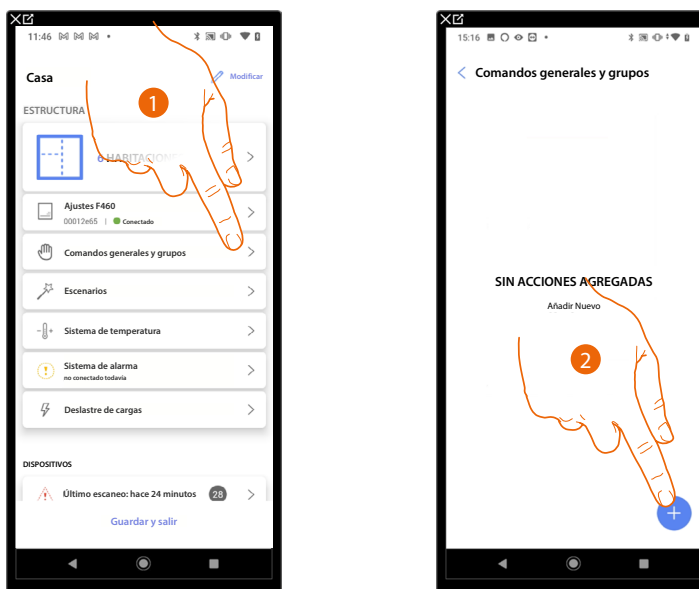 11:46
Casa
Modificar
ESTRUCTURA
1
6 HABITACIONE
Ajustes F460
00012e65 | Conectado
Comandos generales y grupos
Escenarios
Sistema de temperatura
Sistema de alarma
no conectado todavía
Deslastre de cargas
DISPOSITIVOS
Último escaneo: hace 24 minutos 28
Guardar y salir
15:16
Comandos generales y grupos
SIN ACCIONES AGREGADAS
Añadir Nuevo
2